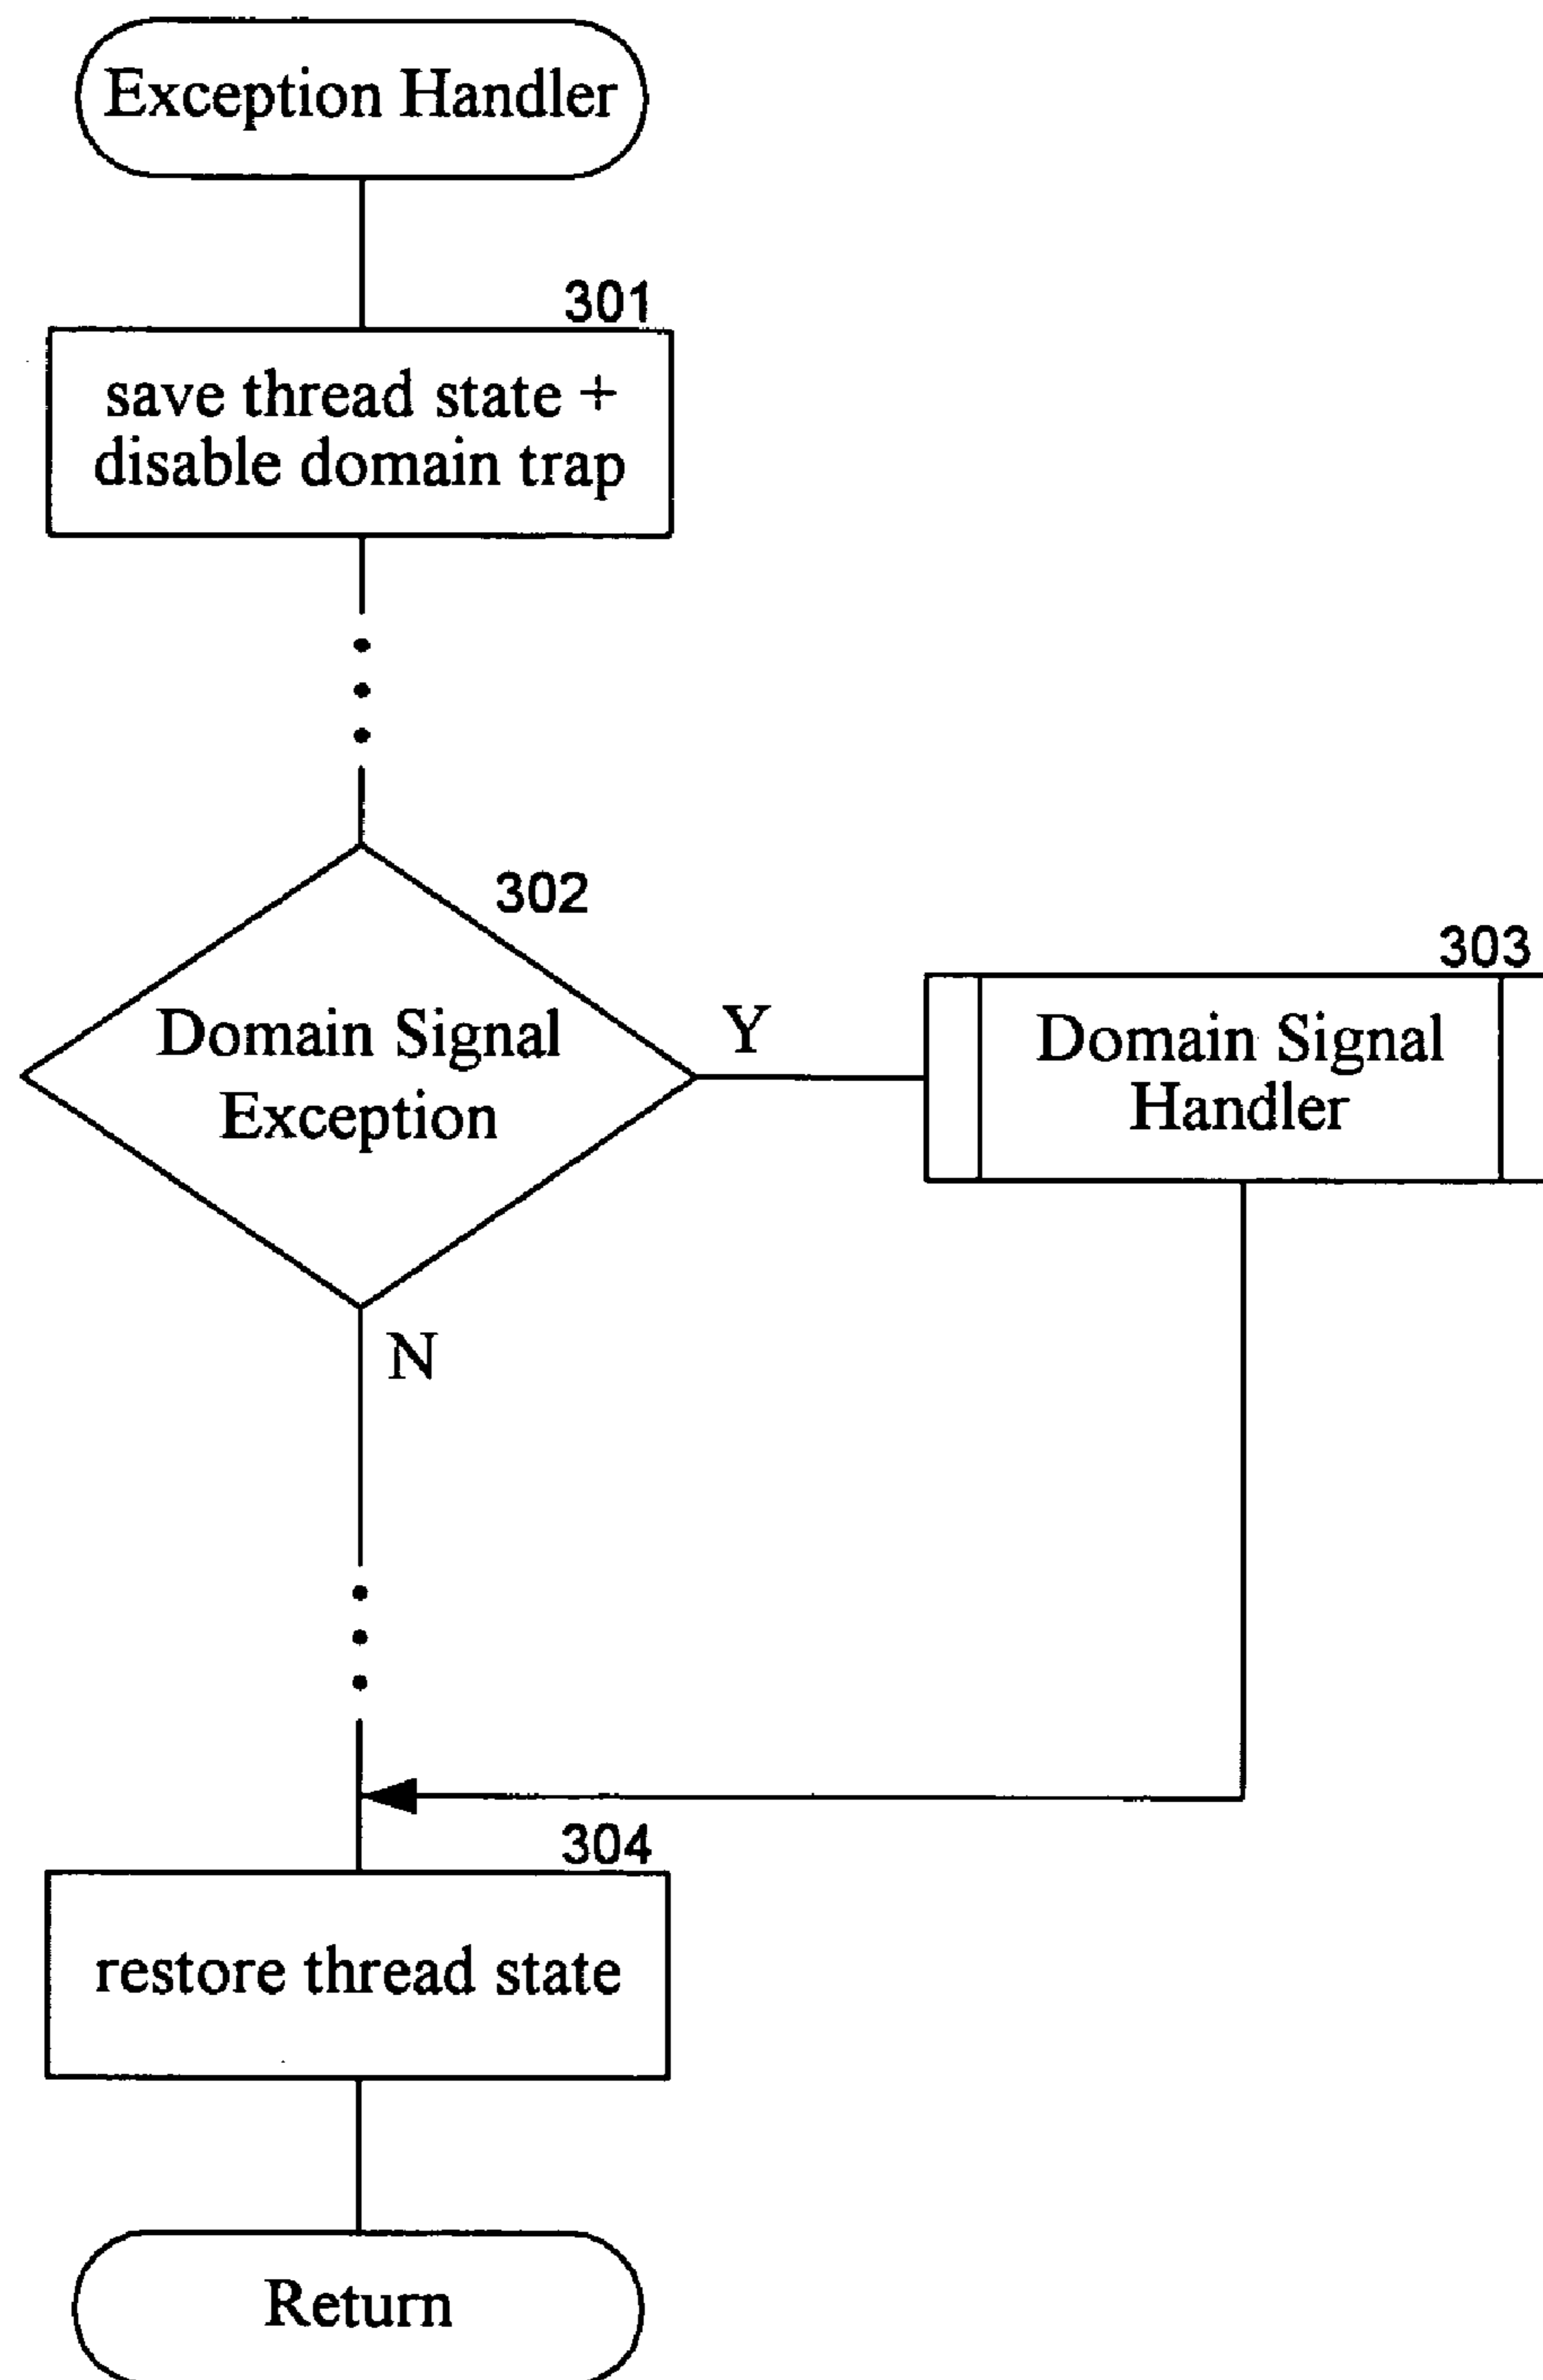 Exception Handler
301
save thread state +
disable domain trap
302
Domain Signal
Exception
Y
303
Domain Signal
Handler
N
304
restore thread state
Return